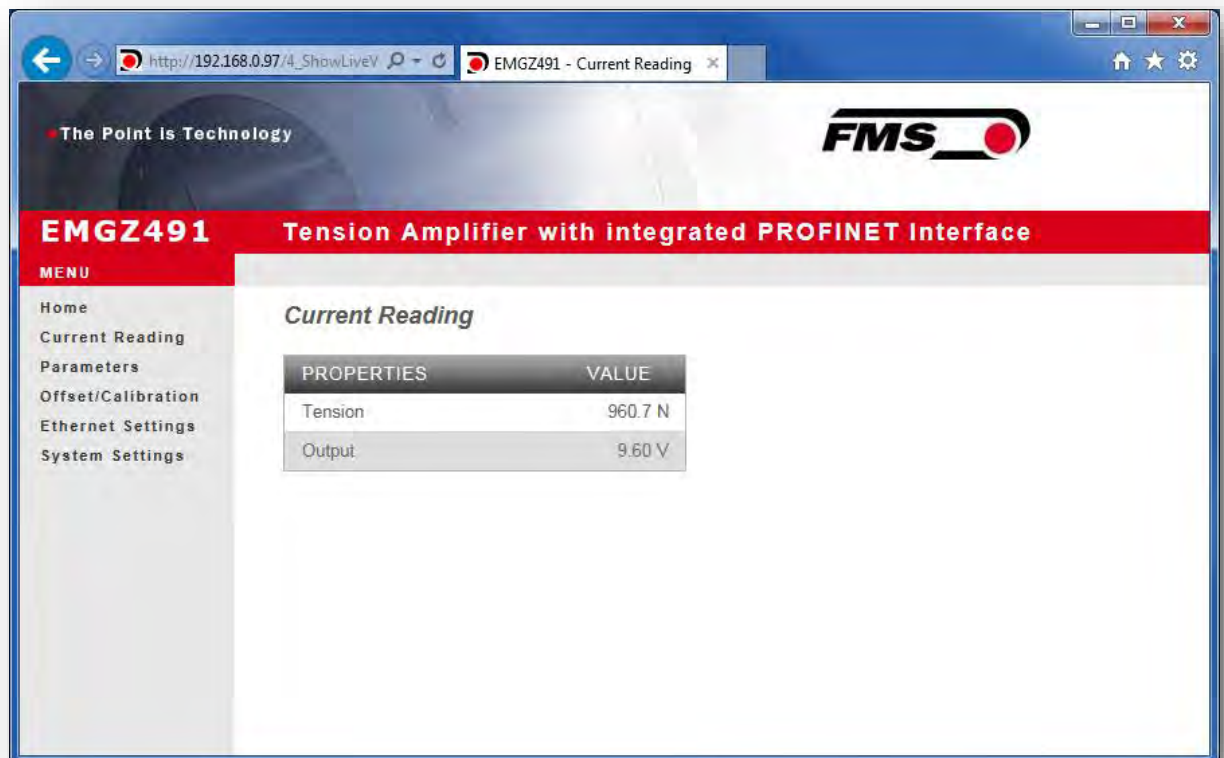 X
http://192.168.0.97/4_ShowLiveV
EMGZ491 - Current Reading
The Point is Technology
FMS
EMGZ491
Tension Amplifier with integrated PROFINET Interface
MENU
Home
Current Reading
Parameters
Offset/Calibration
Ethernet Settings
System Settings
Current Reading
PROPERTIES VALUE
Tension 960.7 N
Output 9.60 V